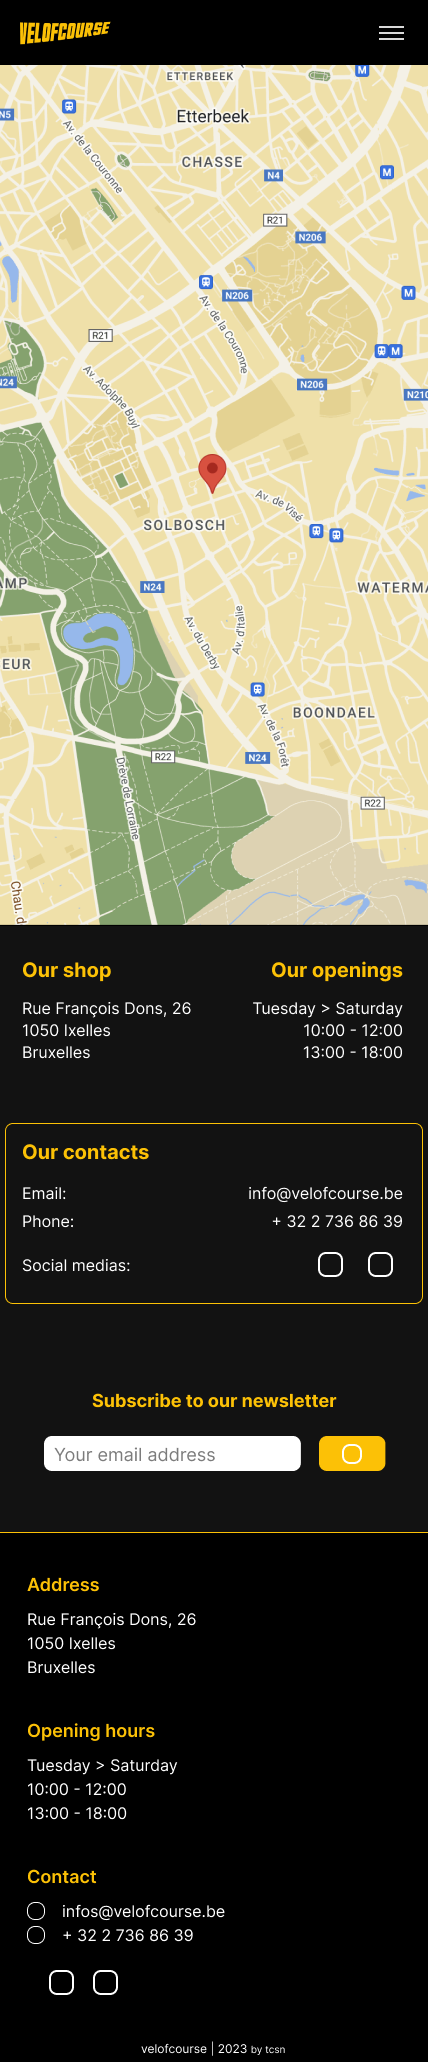 VELOFCOURSE
ETTERBEEK
M
N5
Etterbeek
Av. de la Couronne
CHASSE
N4
M
R21
N206
M
N206
Av. de la Couronne
R21
M
N24
Av. Adolphe Buyl
N206
N210
Av. de Visé
SOLBOSCH
AMP
N24
WATERMA
Av. d'Italie
Av. du Derby
EUR
BOONDAEL
Av. de la Forêt
R22
N24
Drève de Lorraine
R22
Chau. d
Our shop
Rue François Dons, 26
1050 Ixelles
Bruxelles
Our openings
Tuesday > Saturday
10:00 - 12:00
13:00 - 18:00
Our contacts
Email: info@velofcourse.be
Phone: + 32 2 736 86 39
Social medias:
Subscribe to our newsletter
Your email address
Address
Rue François Dons, 26
1050 Ixelles
Bruxelles
Opening hours
Tuesday > Saturday
10:00 - 12:00
13:00 - 18:00
Contact
infos@velofcourse.be
+ 32 2 736 86 39
velofcourse | 2023 by tcsn